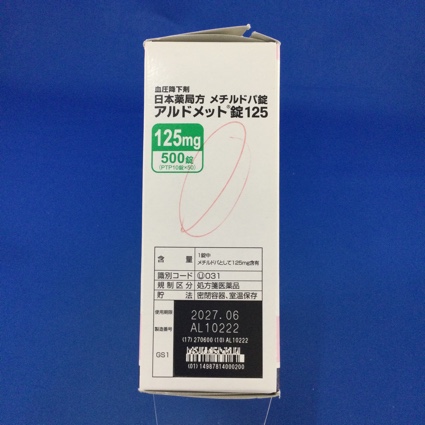 血圧降下剤
日本薬局方 メチルドパ錠
アルドメット®錠125
125mg
500錠
(PTP10錠×50)
含 量 1錠中
メチルドパとして125mg含有
識別コード 031
規制区分 処方箋医薬品
貯 法 密閉容器、室温保存
使用期限 2027.06
製造番号 AL10222
(17) 270600 (10) AL10222
GS1
(01) 14987814000200